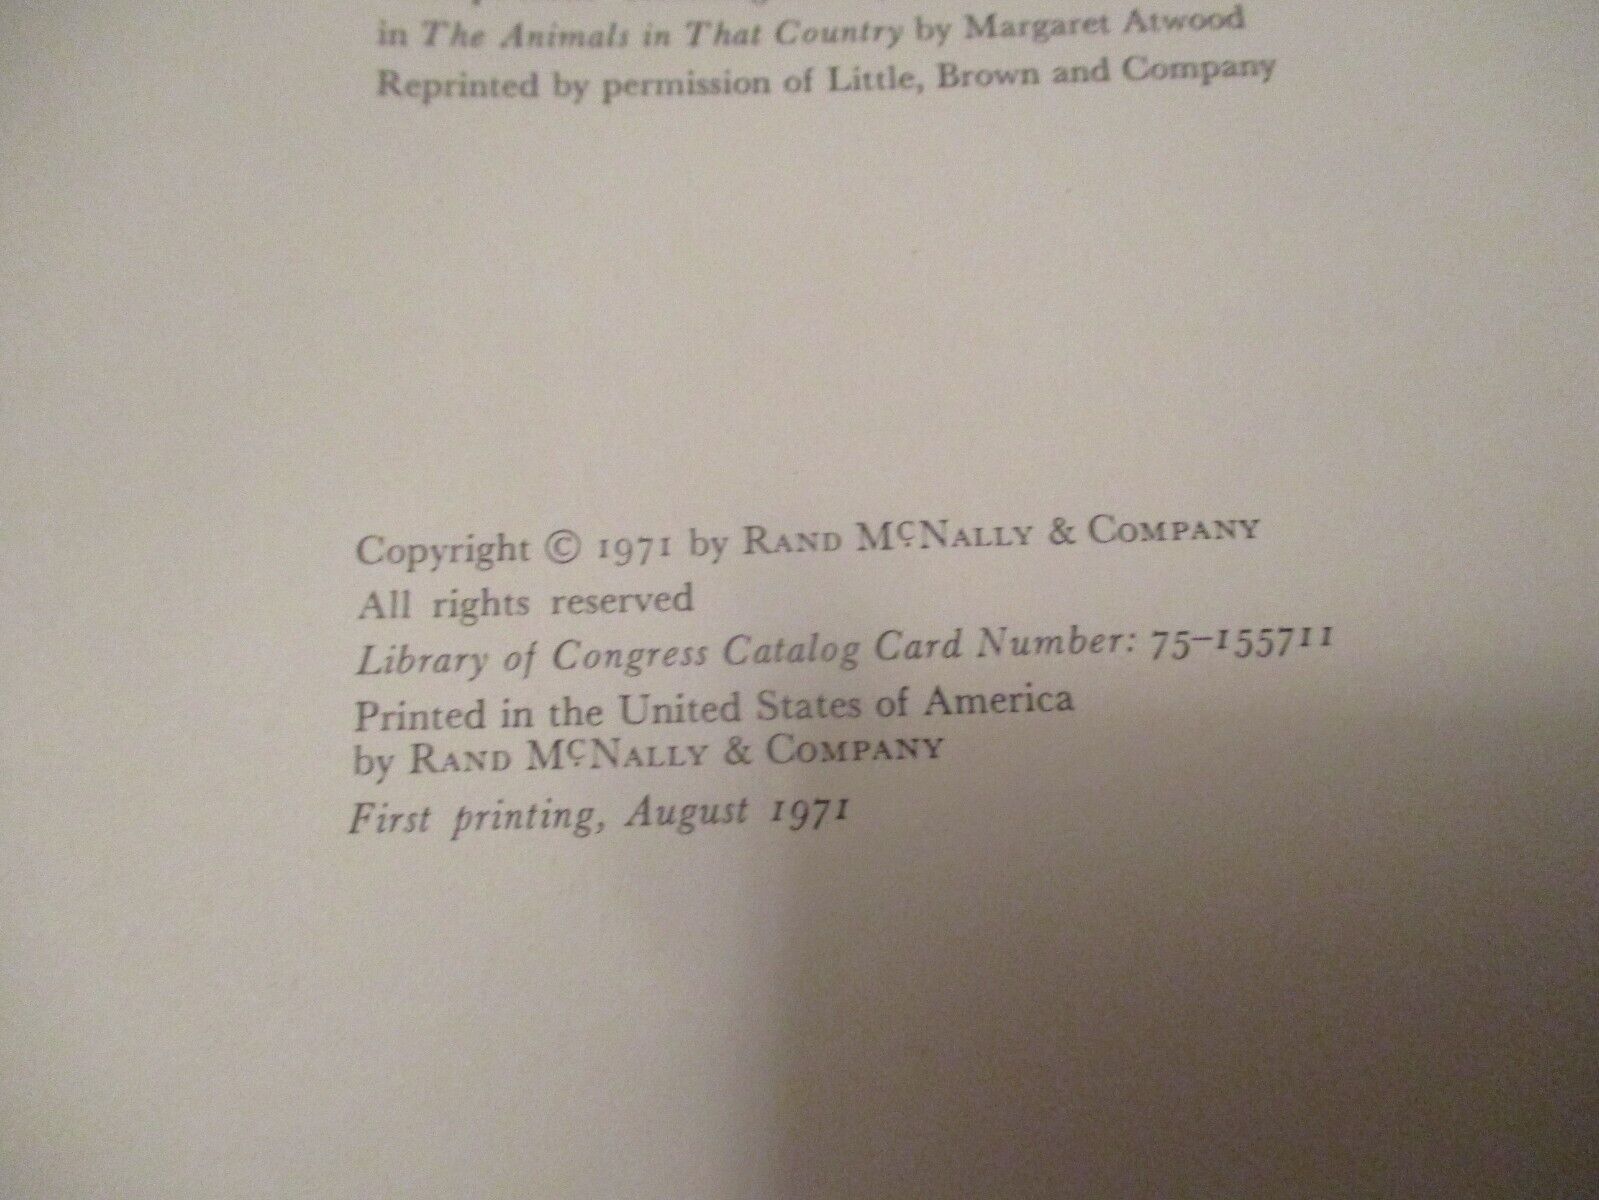 in The Animals in That Country by Margaret Atwood
Reprinted by permission of Little, Brown and Company
Copyright © 1971 by RAND McNALLY & COMPANY
All rights reserved
Library of Congress Catalog Card Number: 75-155711
Printed in the United States of America
by RAND McNALLY & COMPANY
First printing, August 1971